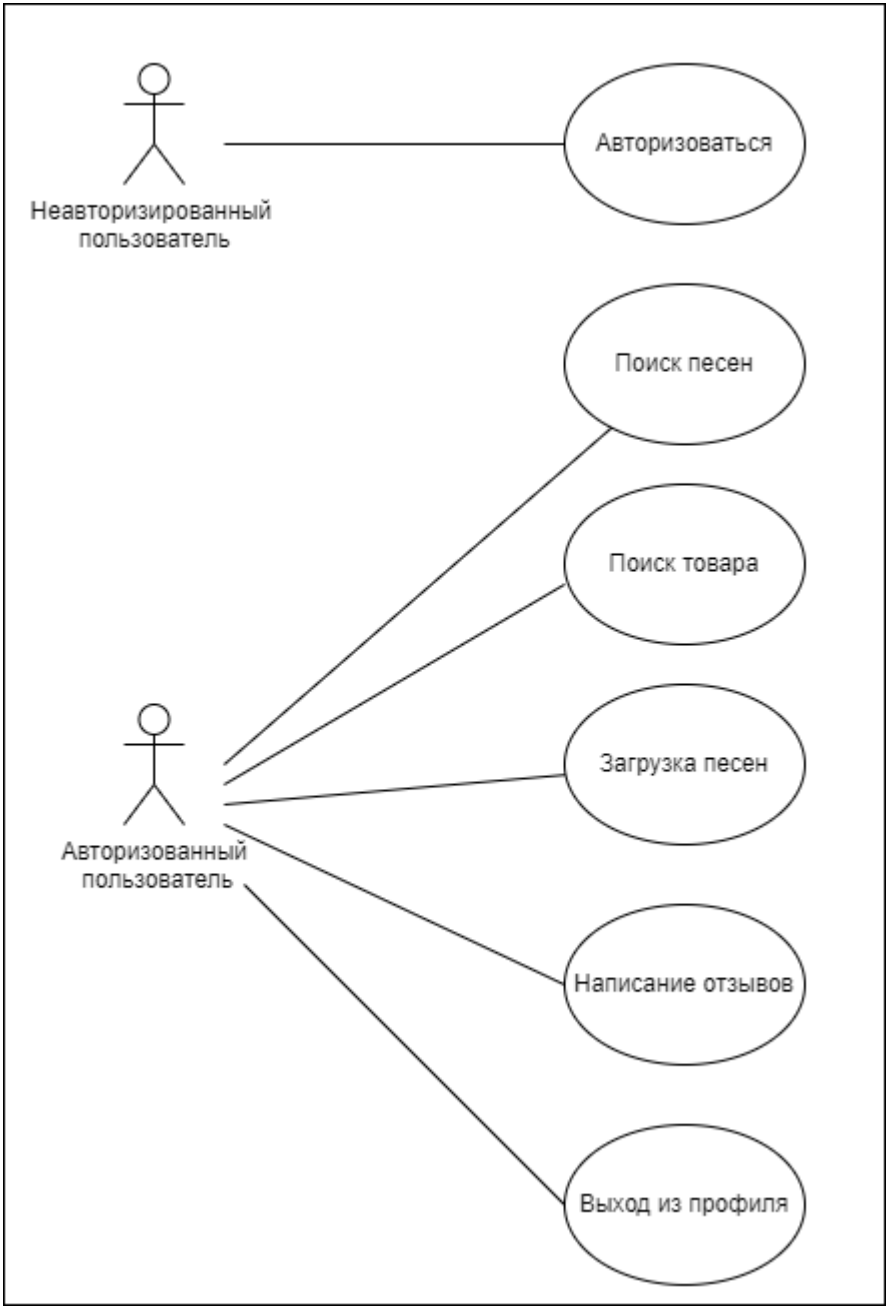 Авторизоваться
Неавторизированный
пользователь
Поиск песен
Поиск товара
Загрузка песен
Авторизованный
пользователь
Написание отзывов
Выход из профиля